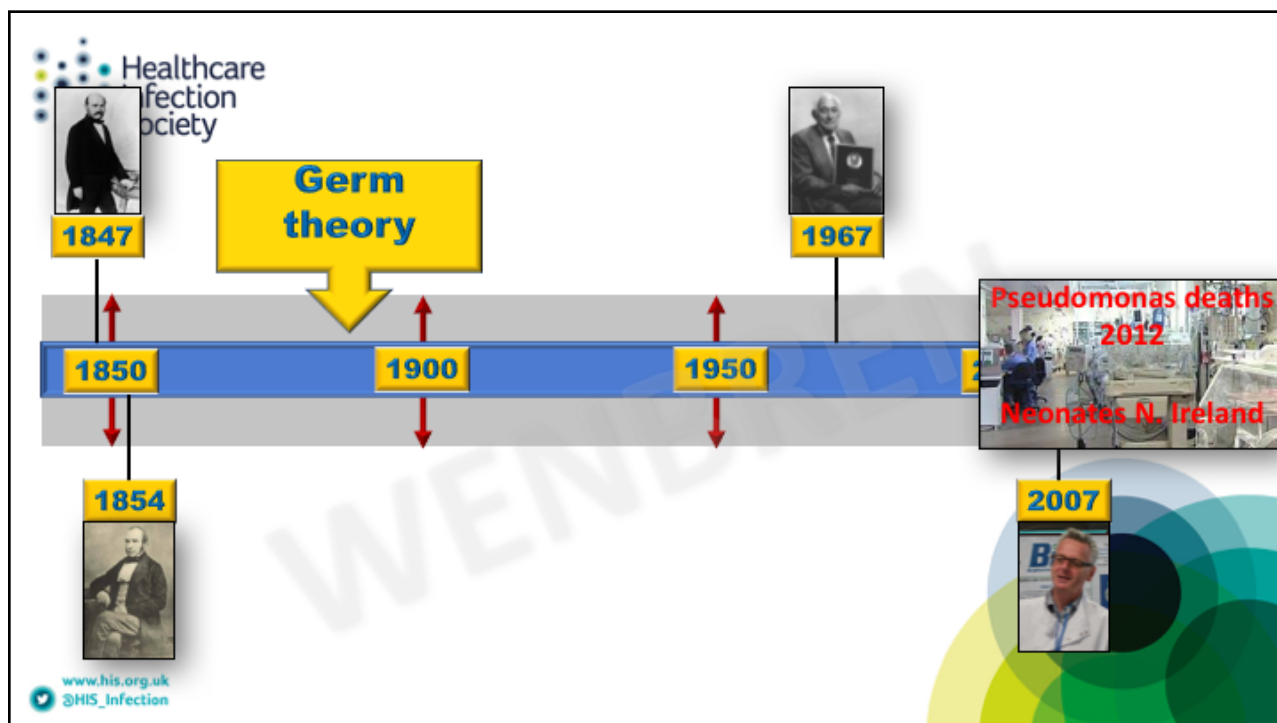 Healthcare
Infection
Society
1847
Germ
theory
1967
Pseudomonas deaths
2012
Neonates N. Ireland
1850
1900
1950
1854
2007
WENBREN
www.his.org.uk
@HIS_Infection